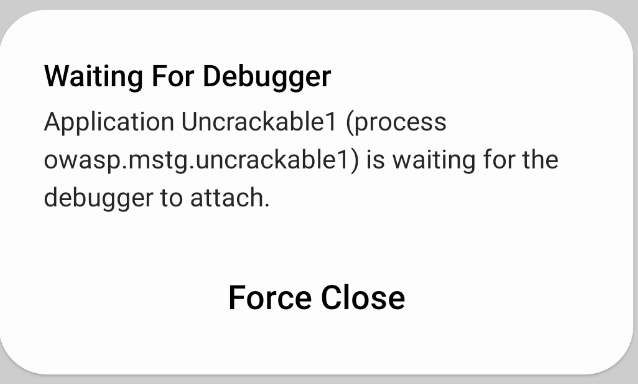 Waiting For Debugger
Application Uncrackable1 (process
owasp.mstg.uncrackable1) is waiting for the
debugger to attach.
Force Close